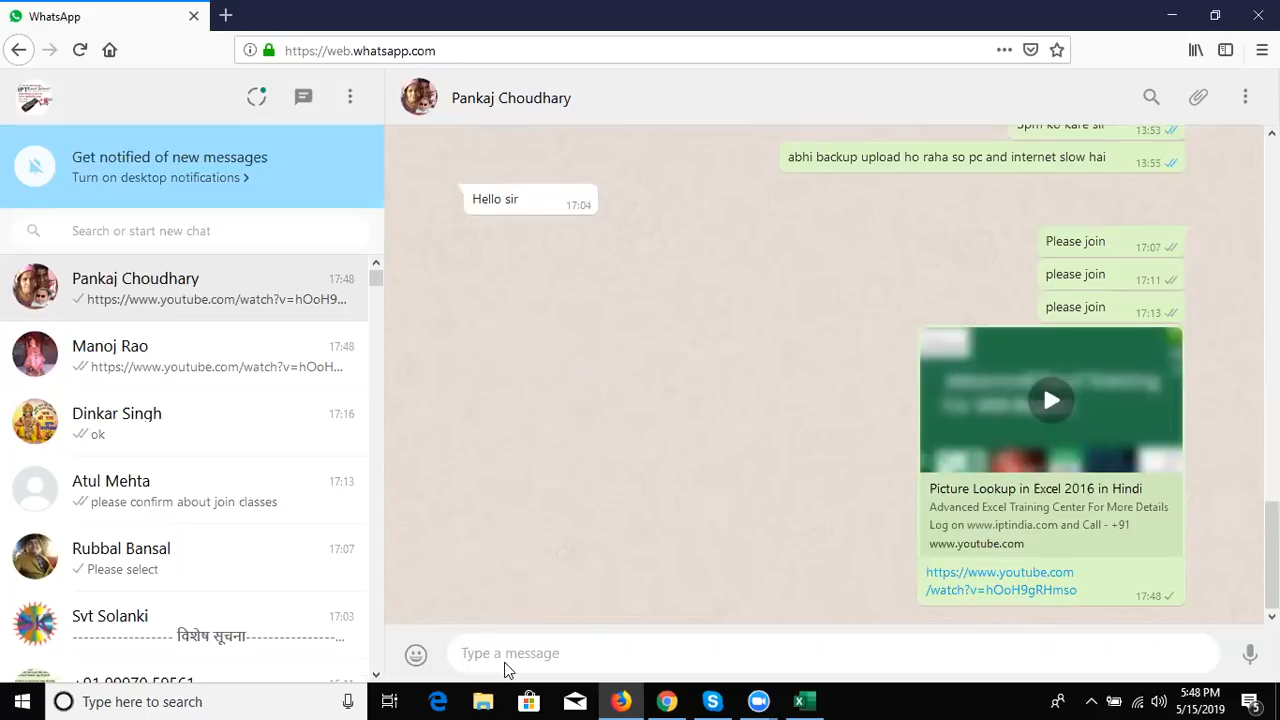 WhatsApp
https://web.whatsapp.com
Pankaj Choudhary
Get notified of new messages
Turn on desktop notifications
Search or start new chat
Pankaj Choudhary 17:48
https://www.youtube.com/watch?v=hOoH9...
Manoj Rao 17:48
https://www.youtube.com/watch?v=hOoH...
Dinkar Singh 17:16
ok
Atul Mehta 17:13
please confirm about join classes
Rubbal Bansal 17:07
Please select
Svt Solanki 17:03
---------------- विशेष सूचना----------------...
5pm ko kare sir 13:53
abhi backup upload ho raha so pc and internet slow hai 13:55
Hello sir 17:04
Please join 17:07
please join 17:11
please join 17:13
Picture Lookup in Excel 2016 in Hindi
Advanced Excel Training Center For More Details
Log on www.iptindia.com and Call - +91
www.youtube.com
https://www.youtube.com
/watch?v=hOoH9gRHmso 17:48
Type a message
Type here to search
5:48 PM
5/15/2019
5